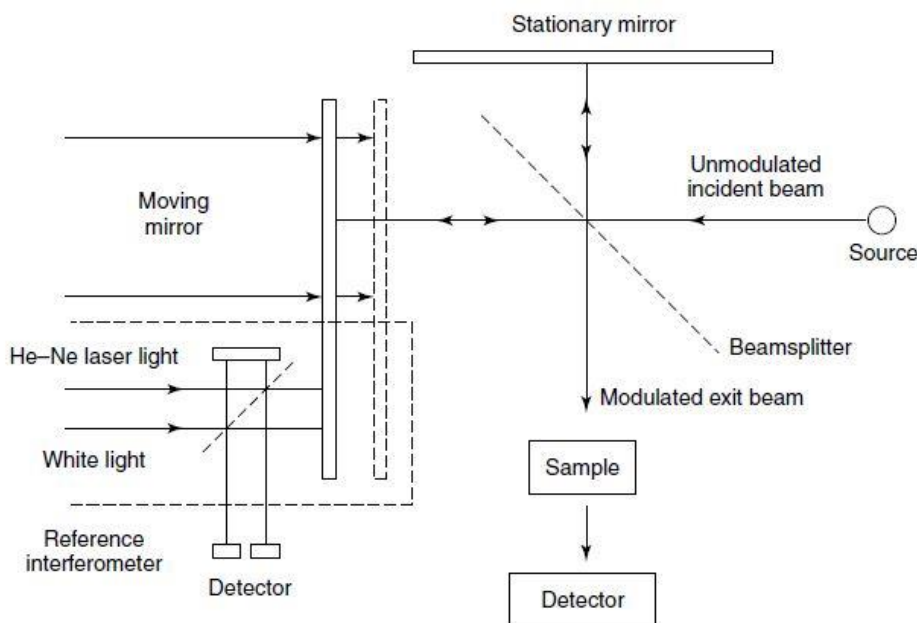 Stationary mirror
Unmodulated
incident beam
Moving
mirror
Source
He–Ne laser light
Beamsplitter
Modulated exit beam
White light
Sample
Reference
interferometer
Detector
Detector